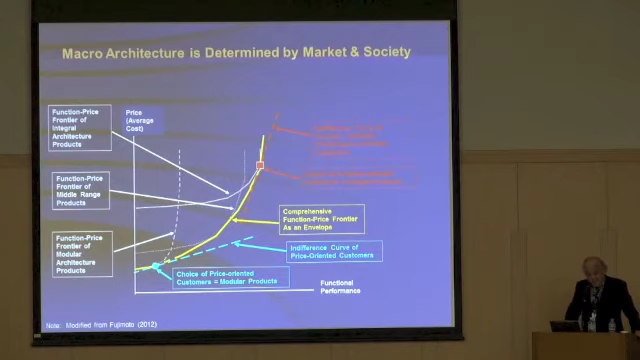 Macro Architecture is Determined by Market & Society
Function-Price
Frontier of
Integral
Architecture
Products
Price
(Average
Cost)
Function-Price
Frontier of
Middle Range
Products
Function-Price
Frontier of
Modular
Architecture
Products
Comprehensive
Function-Price Frontier
As an Envelope
Indifference Curve of
Price-Oriented Customers
Choice of Price-oriented
Customers = Modular Products
Functional
Performance
Note: Modified from Fujimoto (2012)